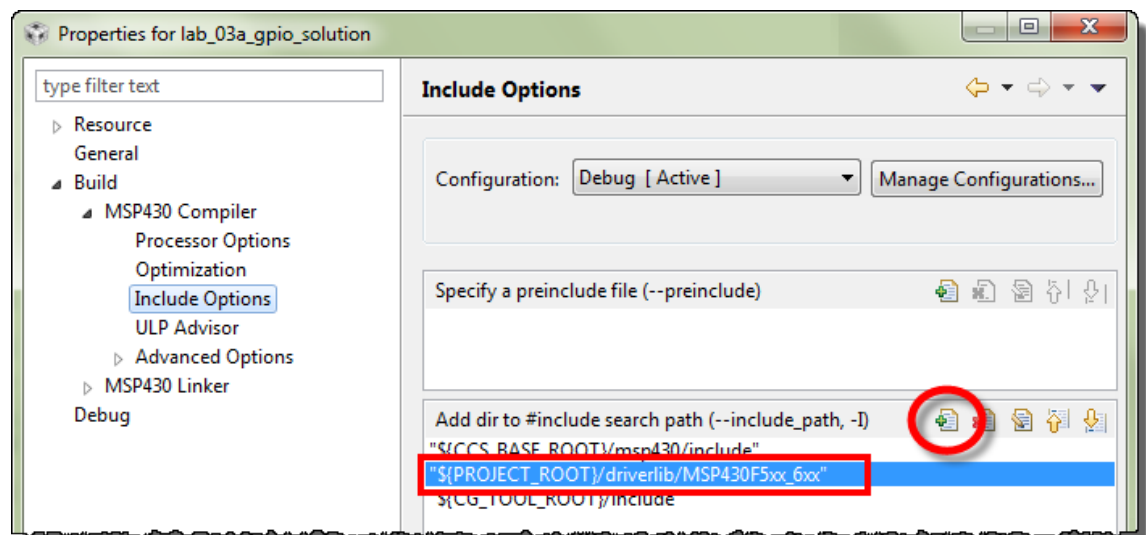 Properties for lab_03a_gpio_solution
type filter text
Resource
General
Build
MSP430 Compiler
Processor Options
Optimization
Include Options
ULP Advisor
Advanced Options
MSP430 Linker
Debug
Include Options
Configuration: Debug [ Active ] Manage Configurations...
Specify a preinclude file (--preinclude)
Add dir to #include search path (--include_path, -I)
"${CCS_BASE_ROOT}/msp430/include"
"${PROJECT_ROOT}/driverlib/MSP430F5xx_6xx"
"${CG_TOOL_ROOT}/include"